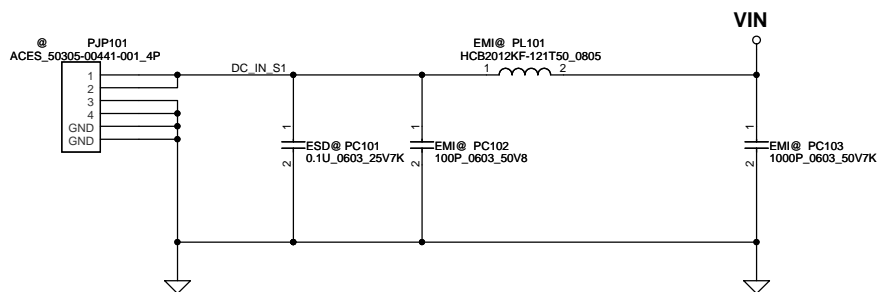 VIN
@ PJP101
ACES_50305-00441-001_4P
EMI@ PL101
HCB2012KF-121T50_0805
1
2
3
4
GND
GND
DC_IN_S1
1 2
1
2
ESD@ PC101
0.1U_0603_25V7K
1
2
EMI@ PC102
100P_0603_50V8
1
2
EMI@ PC103
1000P_0603_50V7K